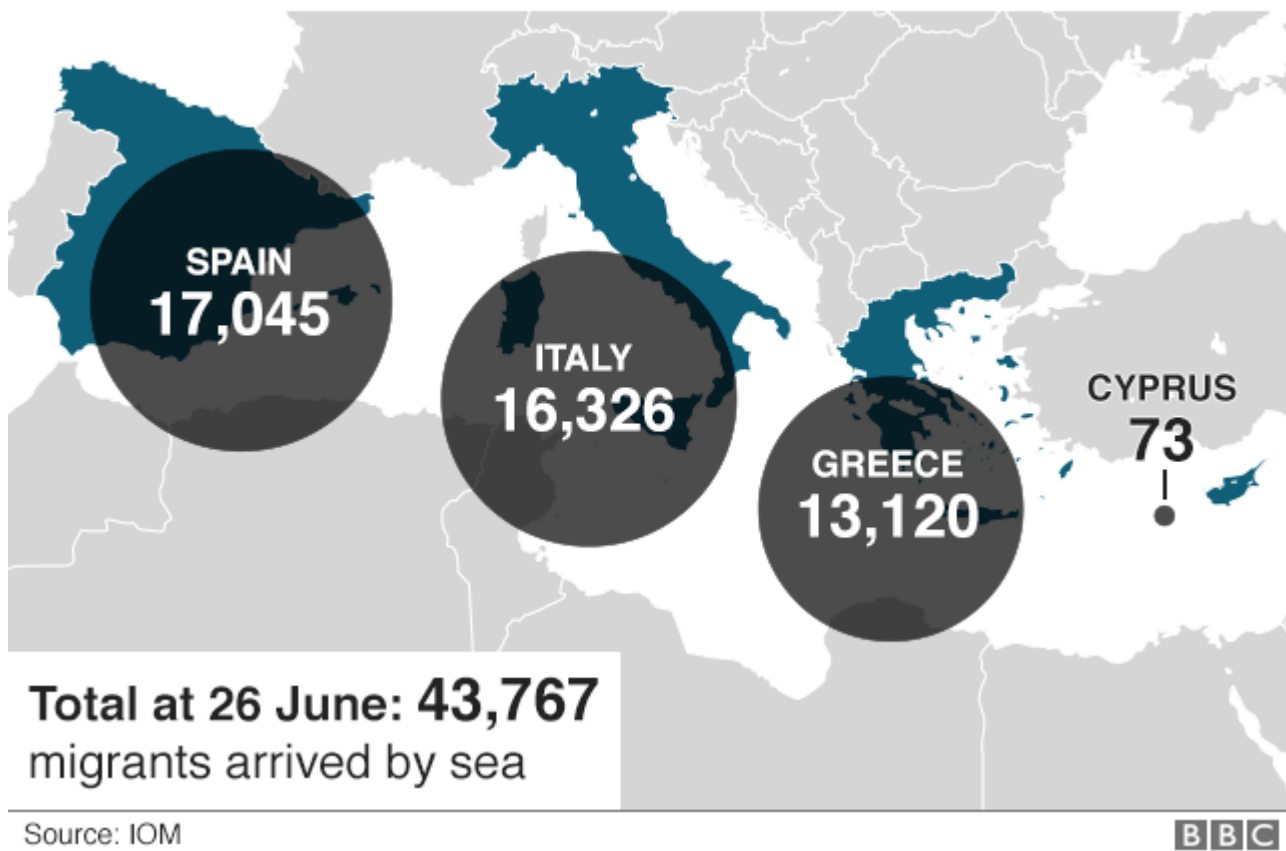 SPAIN
17,045
ITALY
16,326
GREECE
13,120
CYPRUS
73
Total at 26 June: 43,767
migrants arrived by sea
Source: IOM
BBC